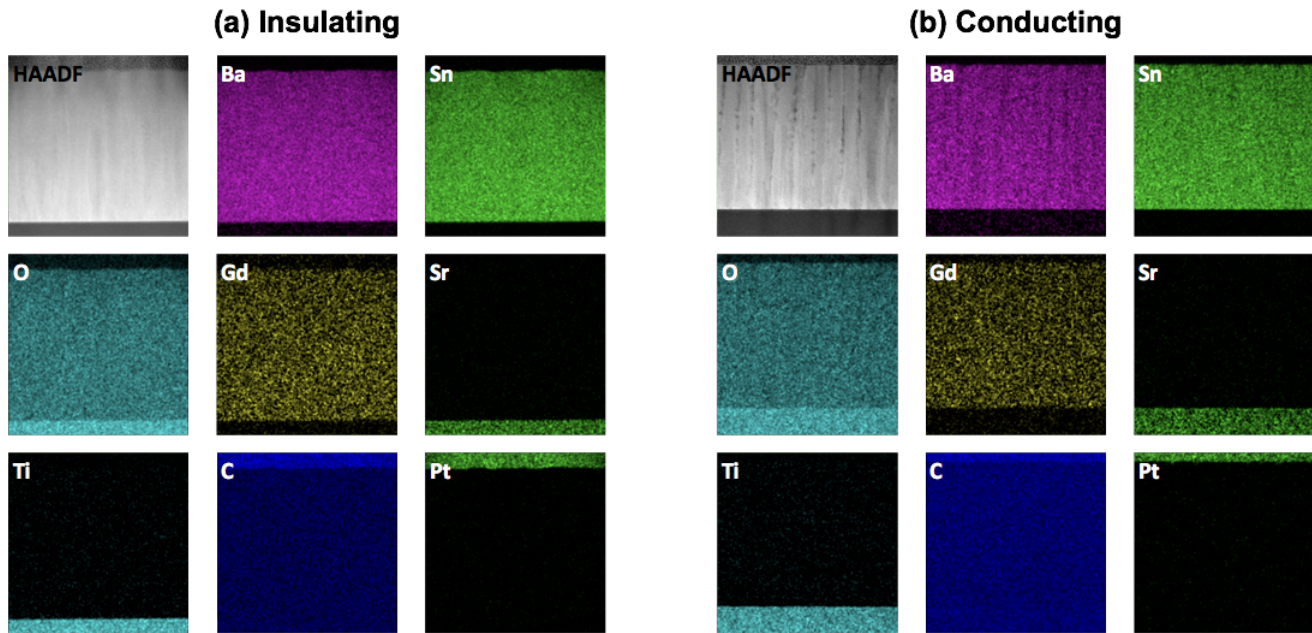 (a) Insulating
HAADF
Ba
Sn
O
Gd
Sr
Ti
C
Pt
(b) Conducting
HAADF
Ba
Sn
O
Gd
Sr
Ti
C
Pt